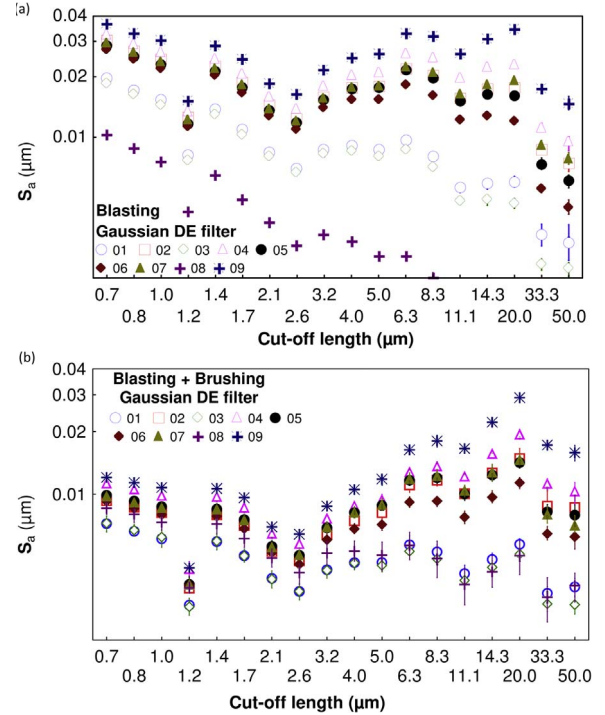 (a)
0.04
0.03
0.02
0.01
Sa (µm)
Blasting
Gaussian DE filter
01 02 03 04 05
06 07 08 09
0.7 1.0 1.4 2.1 3.2 5.0 8.3 14.3 33.3
0.8 1.2 1.7 2.6 4.0 6.3 11.1 20.0 50.0
Cut-off length (µm)
(b)
0.04
0.03
0.02
0.01
Sa (µm)
Blasting + Brushing
Gaussian DE filter
01 02 03 04 05
06 07 08 09
0.7 1.0 1.4 2.1 3.2 5.0 8.3 14.3 33.3
0.8 1.2 1.7 2.6 4.0 6.3 11.1 20.0 50.0
Cut-off length (µm)